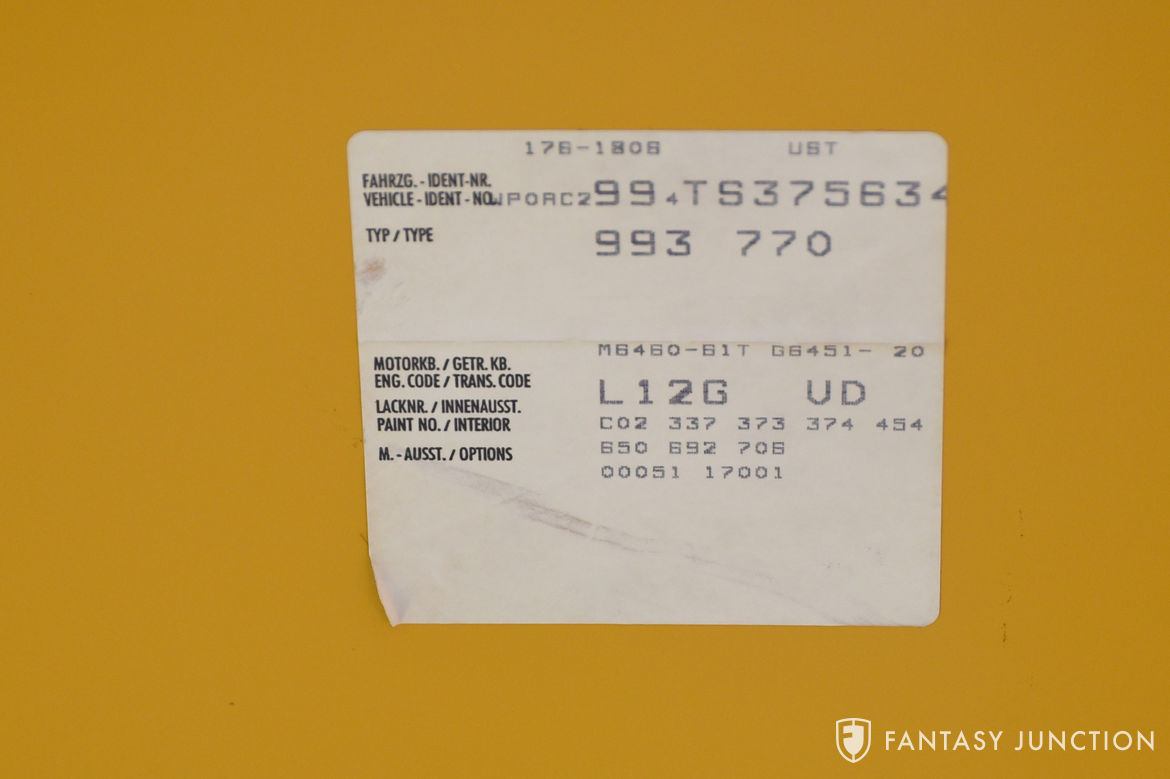 176-1806 UST
FAHRZG. - IDENT-NR.
VEHICLE - IDENT - NO. WP0AC2994TS375634
TYP / TYPE 993 770
M6460-61T G6451- 20
MOTORKB. / GETR. KB.
ENG. CODE / TRANS. CODE
L12G UD
LACKNR. / INNENAUSST.
PAINT NO. / INTERIOR
C02 337 373 374 454
650 692 706
M. - AUSST. / OPTIONS
00051 17001
FANTASY JUNCTION